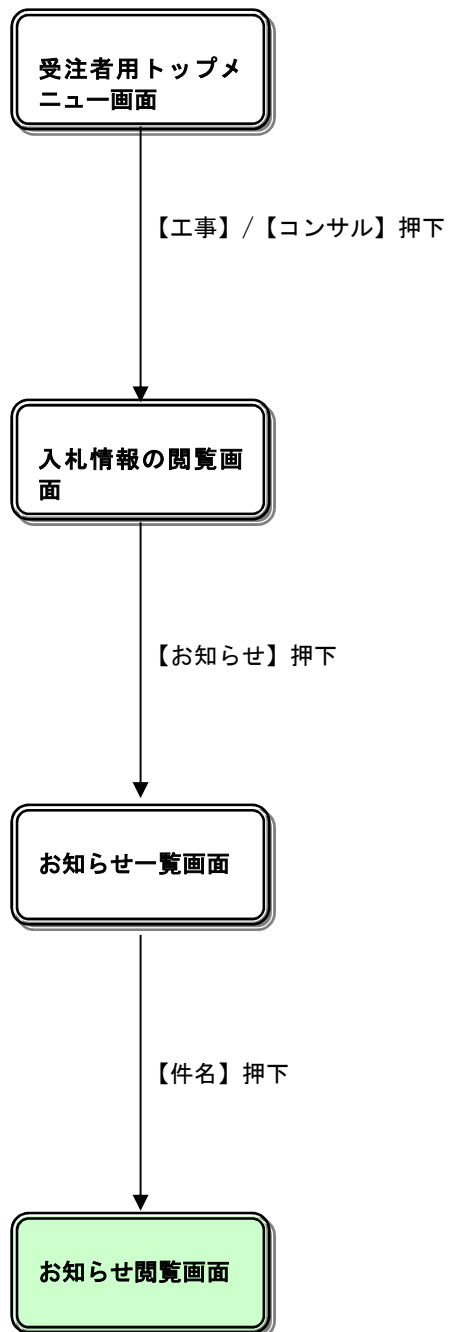 受注者用トップメ
ニュー画面
【工事】/【コンサル】押下
入札情報の閲覧画
面
【お知らせ】押下
お知らせ一覧画面
【件名】押下
お知らせ閲覧画面